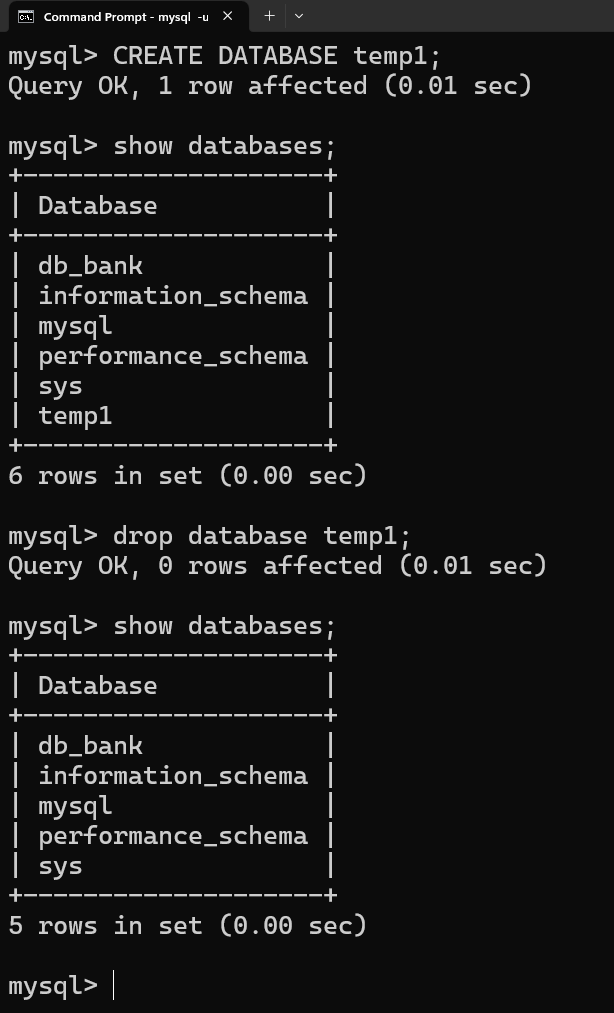 Command Prompt - mysql -u
mysql> CREATE DATABASE temp1;
Query OK, 1 row affected (0.01 sec)
mysql> show databases;
+--------------------+
| Database           |
+--------------------+
| db_bank            |
| information_schema |
| mysql              |
| performance_schema |
| sys                |
| temp1              |
+--------------------+
6 rows in set (0.00 sec)
mysql> drop database temp1;
Query OK, 0 rows affected (0.01 sec)
mysql> show databases;
+--------------------+
| Database           |
+--------------------+
| db_bank            |
| information_schema |
| mysql              |
| performance_schema |
| sys                |
+--------------------+
5 rows in set (0.00 sec)
mysql>